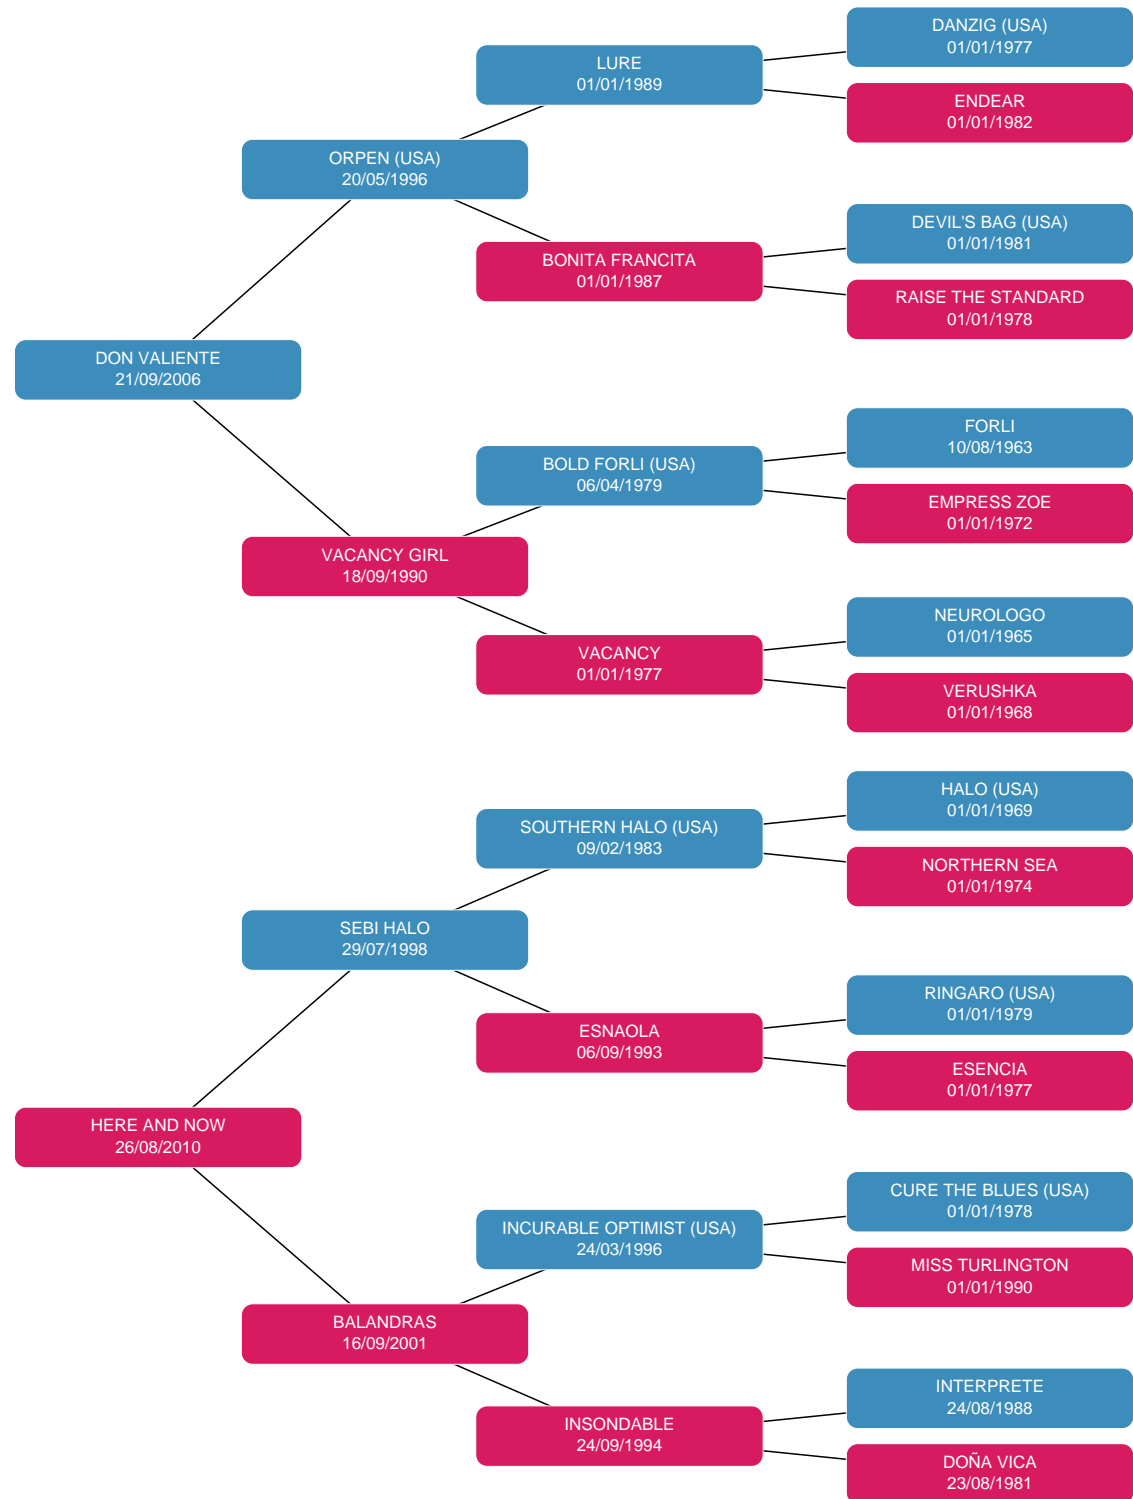 DANZIG (USA)
01/01/1977
LURE
01/01/1989
ENDEAR
01/01/1982
ORPEN (USA)
20/05/1996
DEVIL'S BAG (USA)
01/01/1981
BONITA FRANCITA
01/01/1987
RAISE THE STANDARD
01/01/1978
DON VALIENTE
21/09/2006
FORLI
10/08/1963
BOLD FORLI (USA)
06/04/1979
EMPRESS ZOE
01/01/1972
VACANCY GIRL
18/09/1990
NEUROLOGO
01/01/1965
VACANCY
01/01/1977
VERUSHKA
01/01/1968
HALO (USA)
01/01/1969
SOUTHERN HALO (USA)
09/02/1983
NORTHERN SEA
01/01/1974
SEBI HALO
29/07/1998
RINGARO (USA)
01/01/1979
ESNAOLA
06/09/1993
ESENCIA
01/01/1977
HERE AND NOW
26/08/2010
CURE THE BLUES (USA)
01/01/1978
INCURABLE OPTIMIST (USA)
24/03/1996
MISS TURLINGTON
01/01/1990
BALANDRAS
16/09/2001
INTERPRETE
24/08/1988
INSONDABLE
24/09/1994
DOÑA VICA
23/08/1981